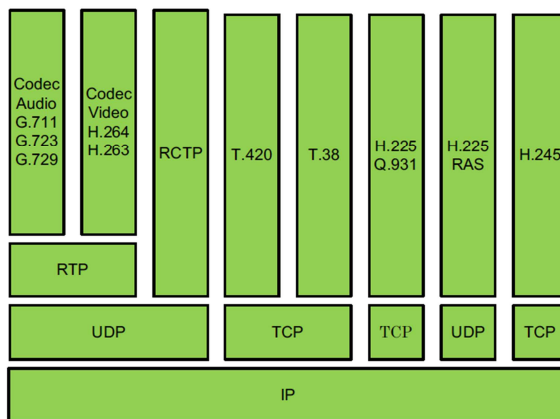 Codec
Audio
G.711
G.723
G.729
Codec
Video
H.264
H.263
RCTP
T.420
T.38
H.225
Q.931
H.225
RAS
H.245
RTP
UDP
TCP
TCP
UDP
TCP
IP